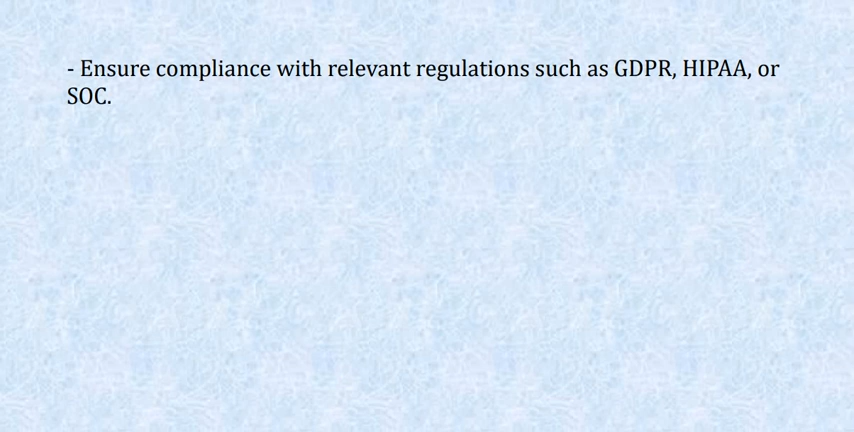 - Ensure compliance with relevant regulations such as GDPR, HIPAA, or
SOC.